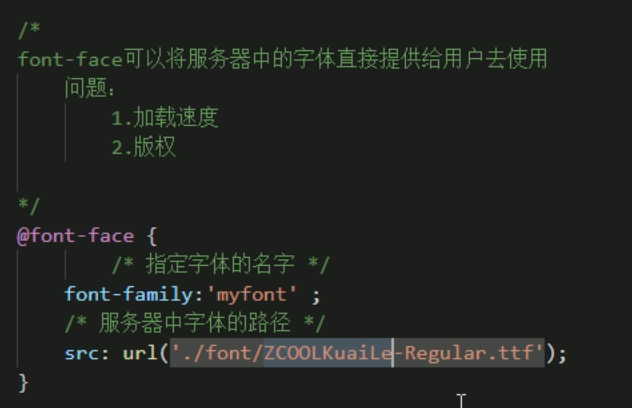 /*
font-face可以将服务器中的字体直接提供给用户去使用
问题:
1.加载速度
2.版权
*/
@font-face {
/* 指定字体的名字 */
font-family:'myfont' ;
/* 服务器中字体的路径 */
src: url('./font/ZCOOLKuaiLe-Regular.ttf');
}